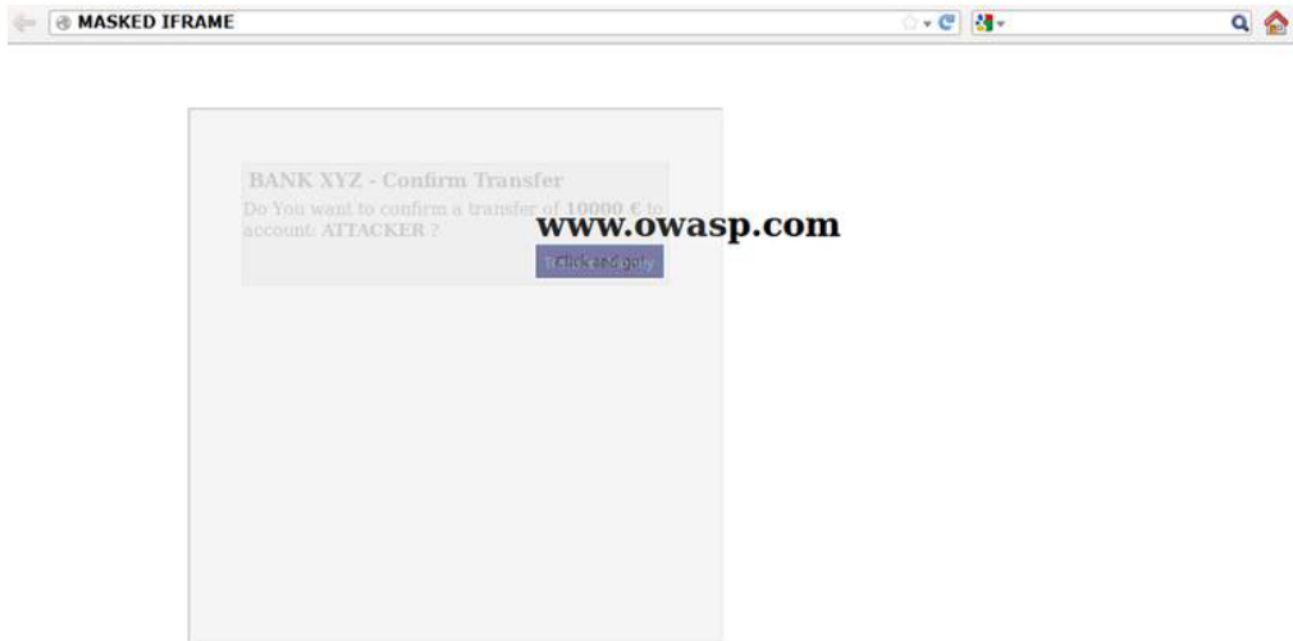 MASKED IFRAME
BANK XYZ - Confirm Transfer
Do You want to confirm a transfer of 10000 € to
account: ATTACKER ?
www.owasp.com
Click and go!